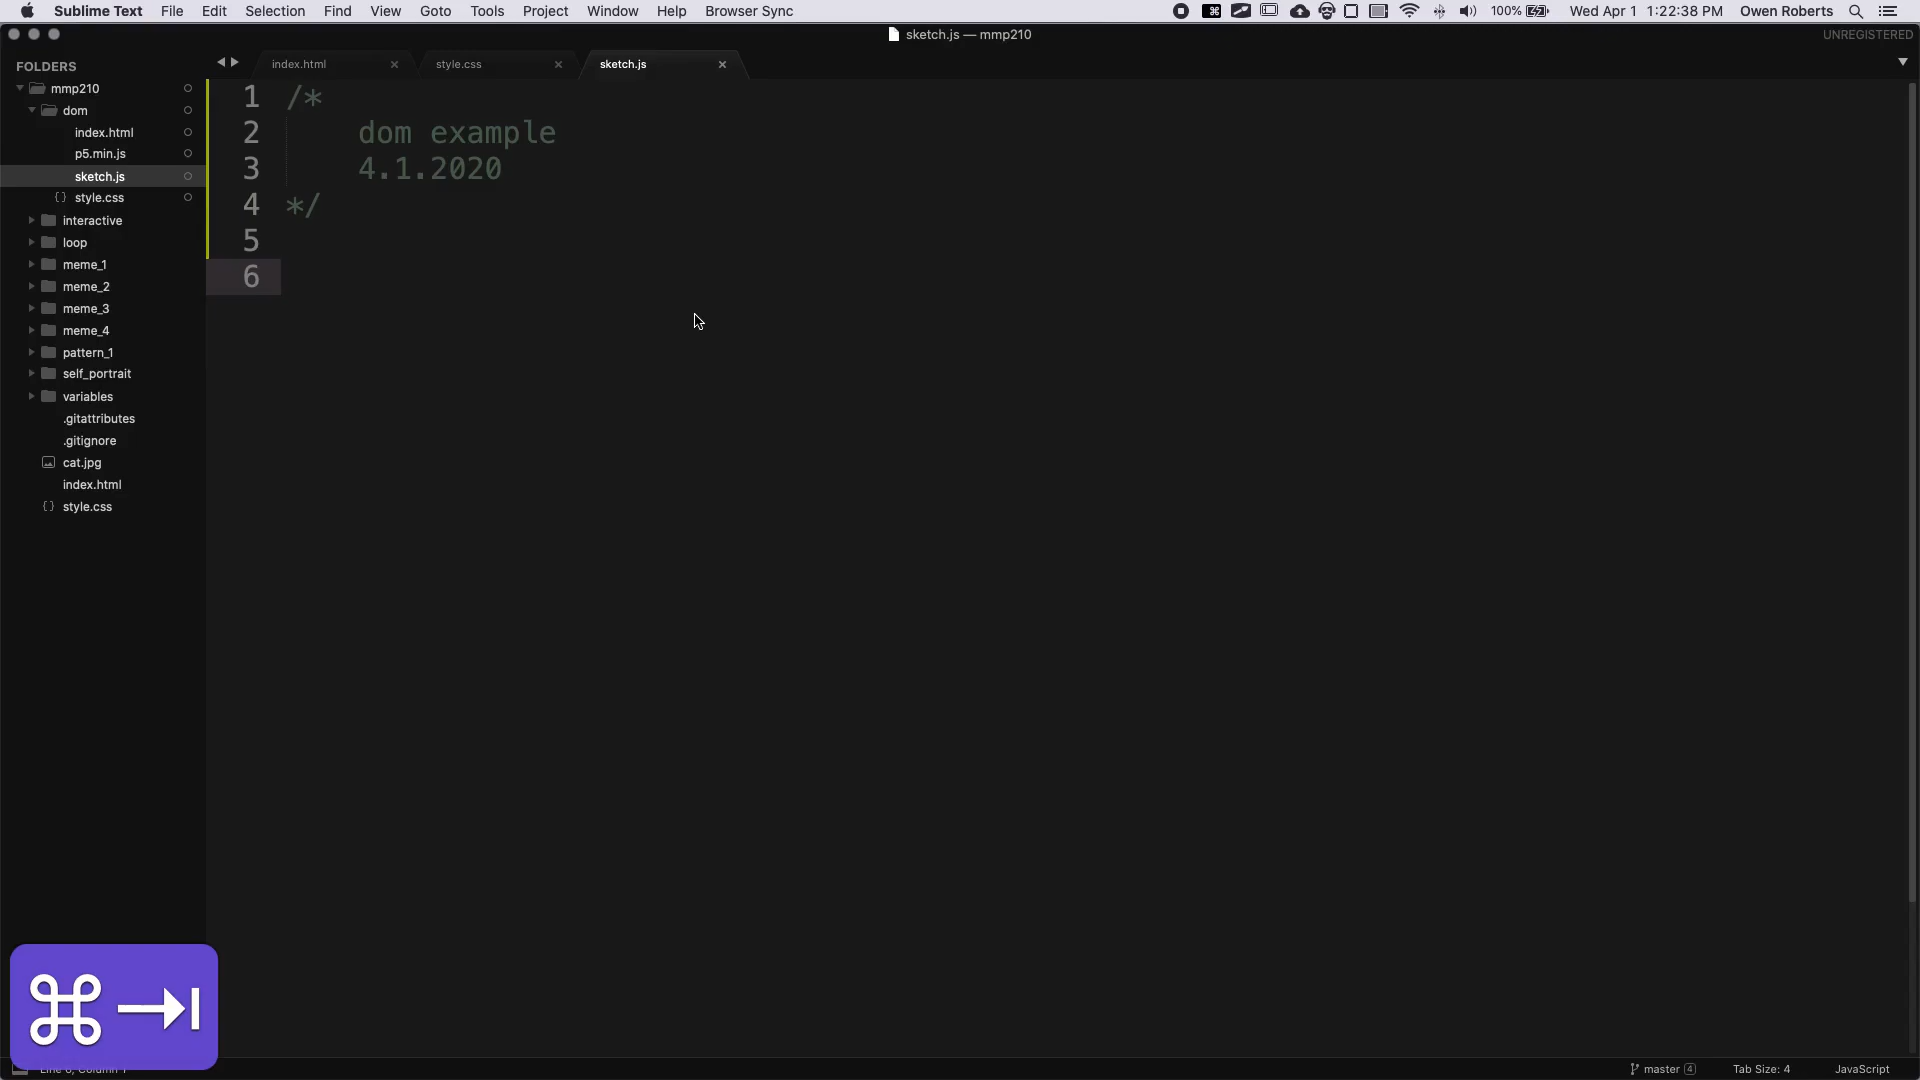 Sublime Text File Edit Selection Find View Goto Tools Project Window Help Browser Sync 100% Wed Apr 1 1:22:38 PM Owen Roberts
sketch.js — mmp210 UNREGISTERED
FOLDERS
mmp210
dom
index.html
p5.min.js
sketch.js
{} style.css
interactive
loop
meme_1
meme_2
meme_3
meme_4
pattern_1
self_portrait
variables
.gitattributes
.gitignore
cat.jpg
index.html
{} style.css
index.html × style.css × sketch.js ×
1 /*
2 dom example
3 4.1.2020
4 */
5
6
⌘ ⇥
master 4 Tab Size: 4 JavaScript